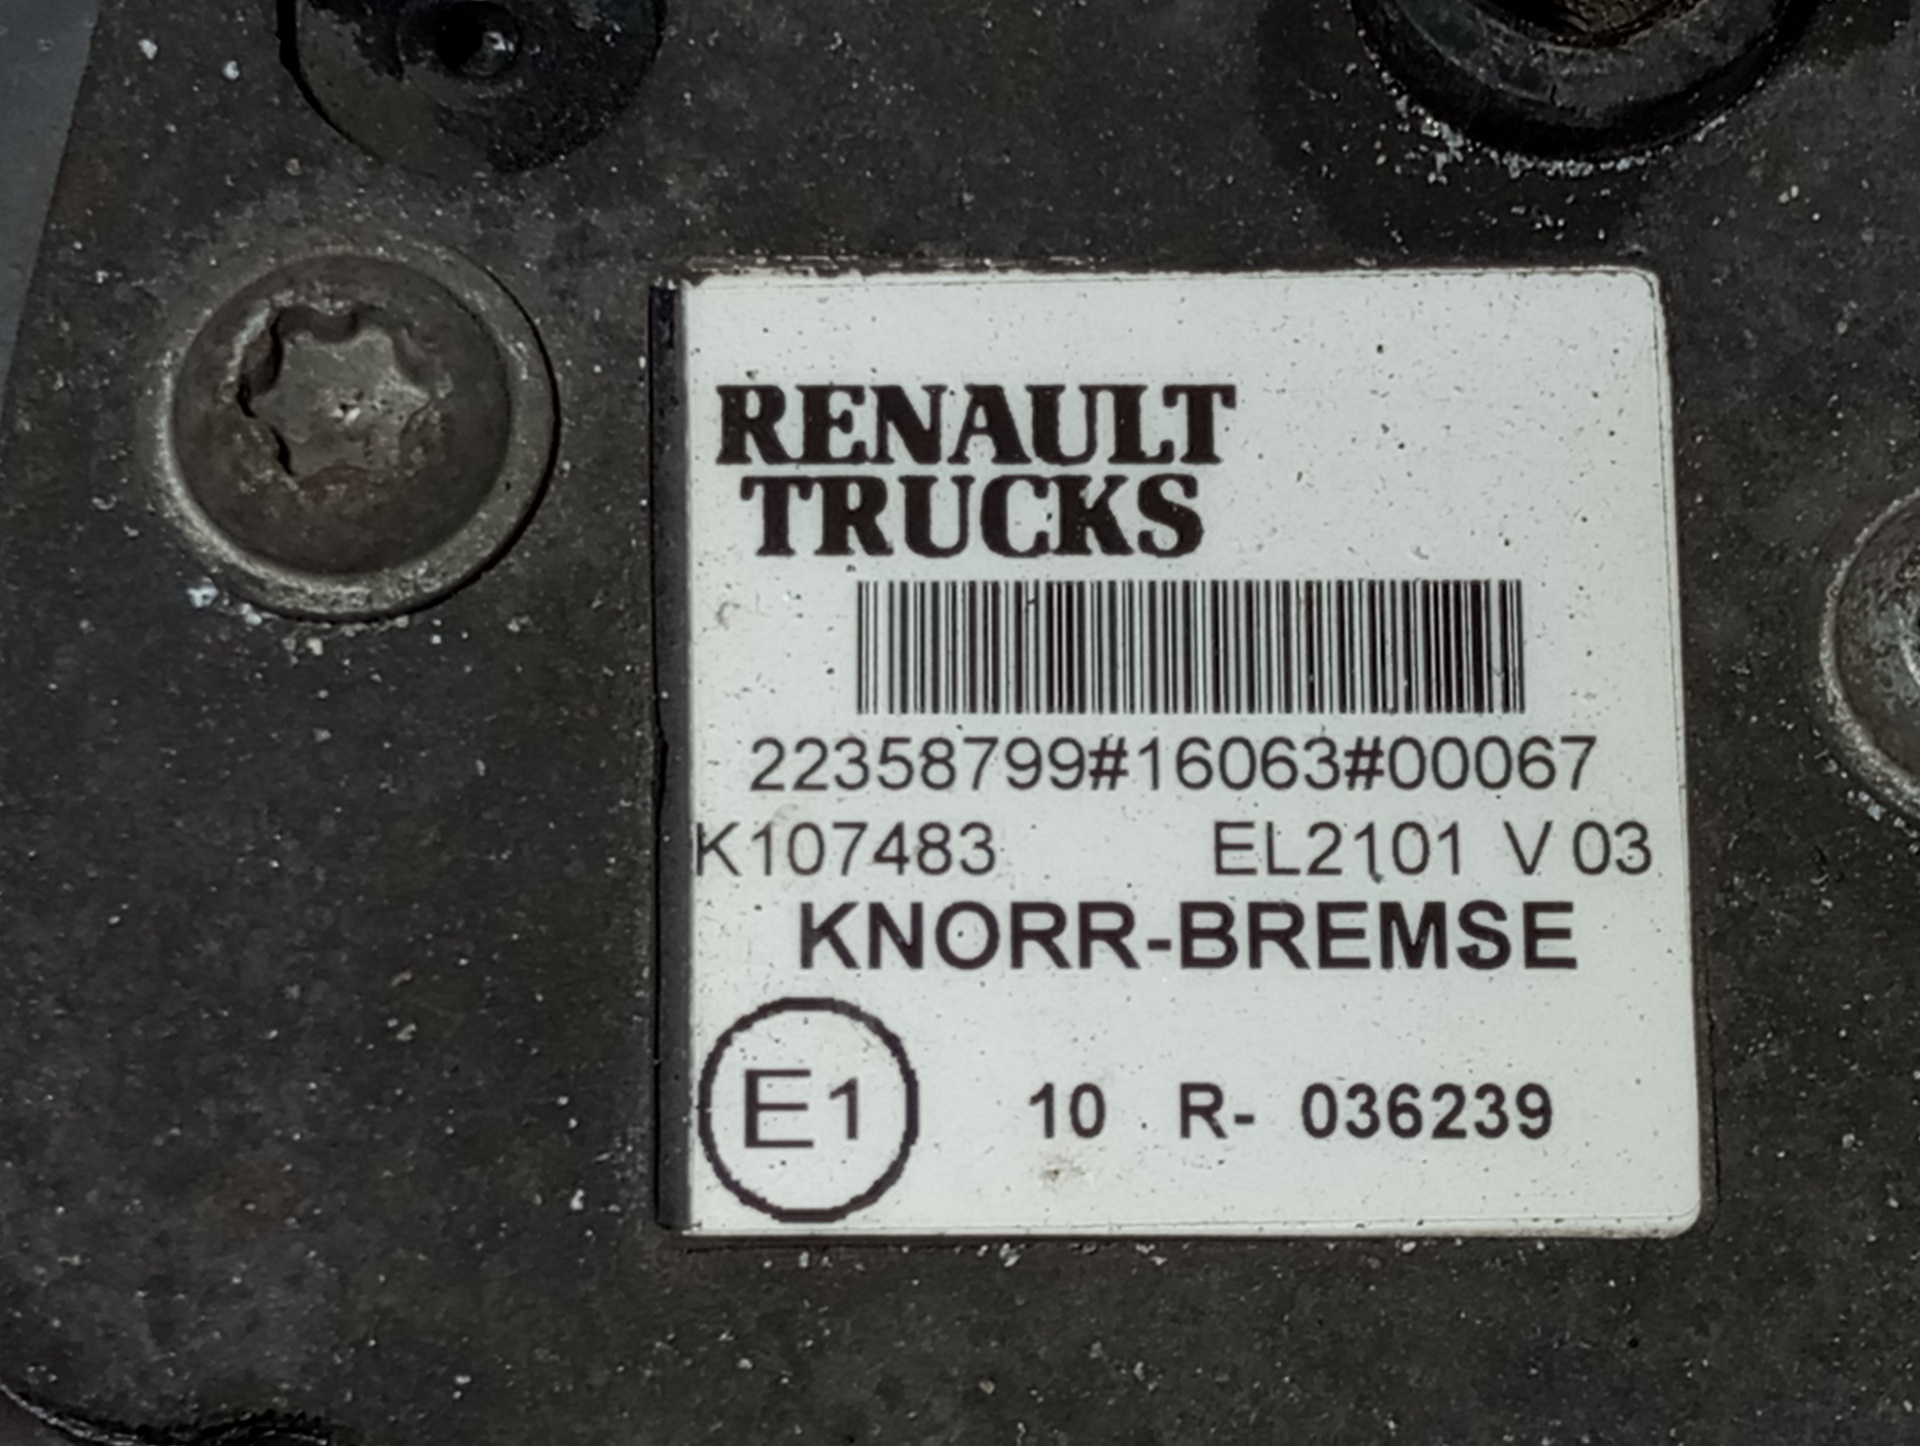 RENAULT
TRUCKS
22358799#16063#00067
K107483 EL2101 V 03
KNORR-BREMSE
E1 10 R- 036239